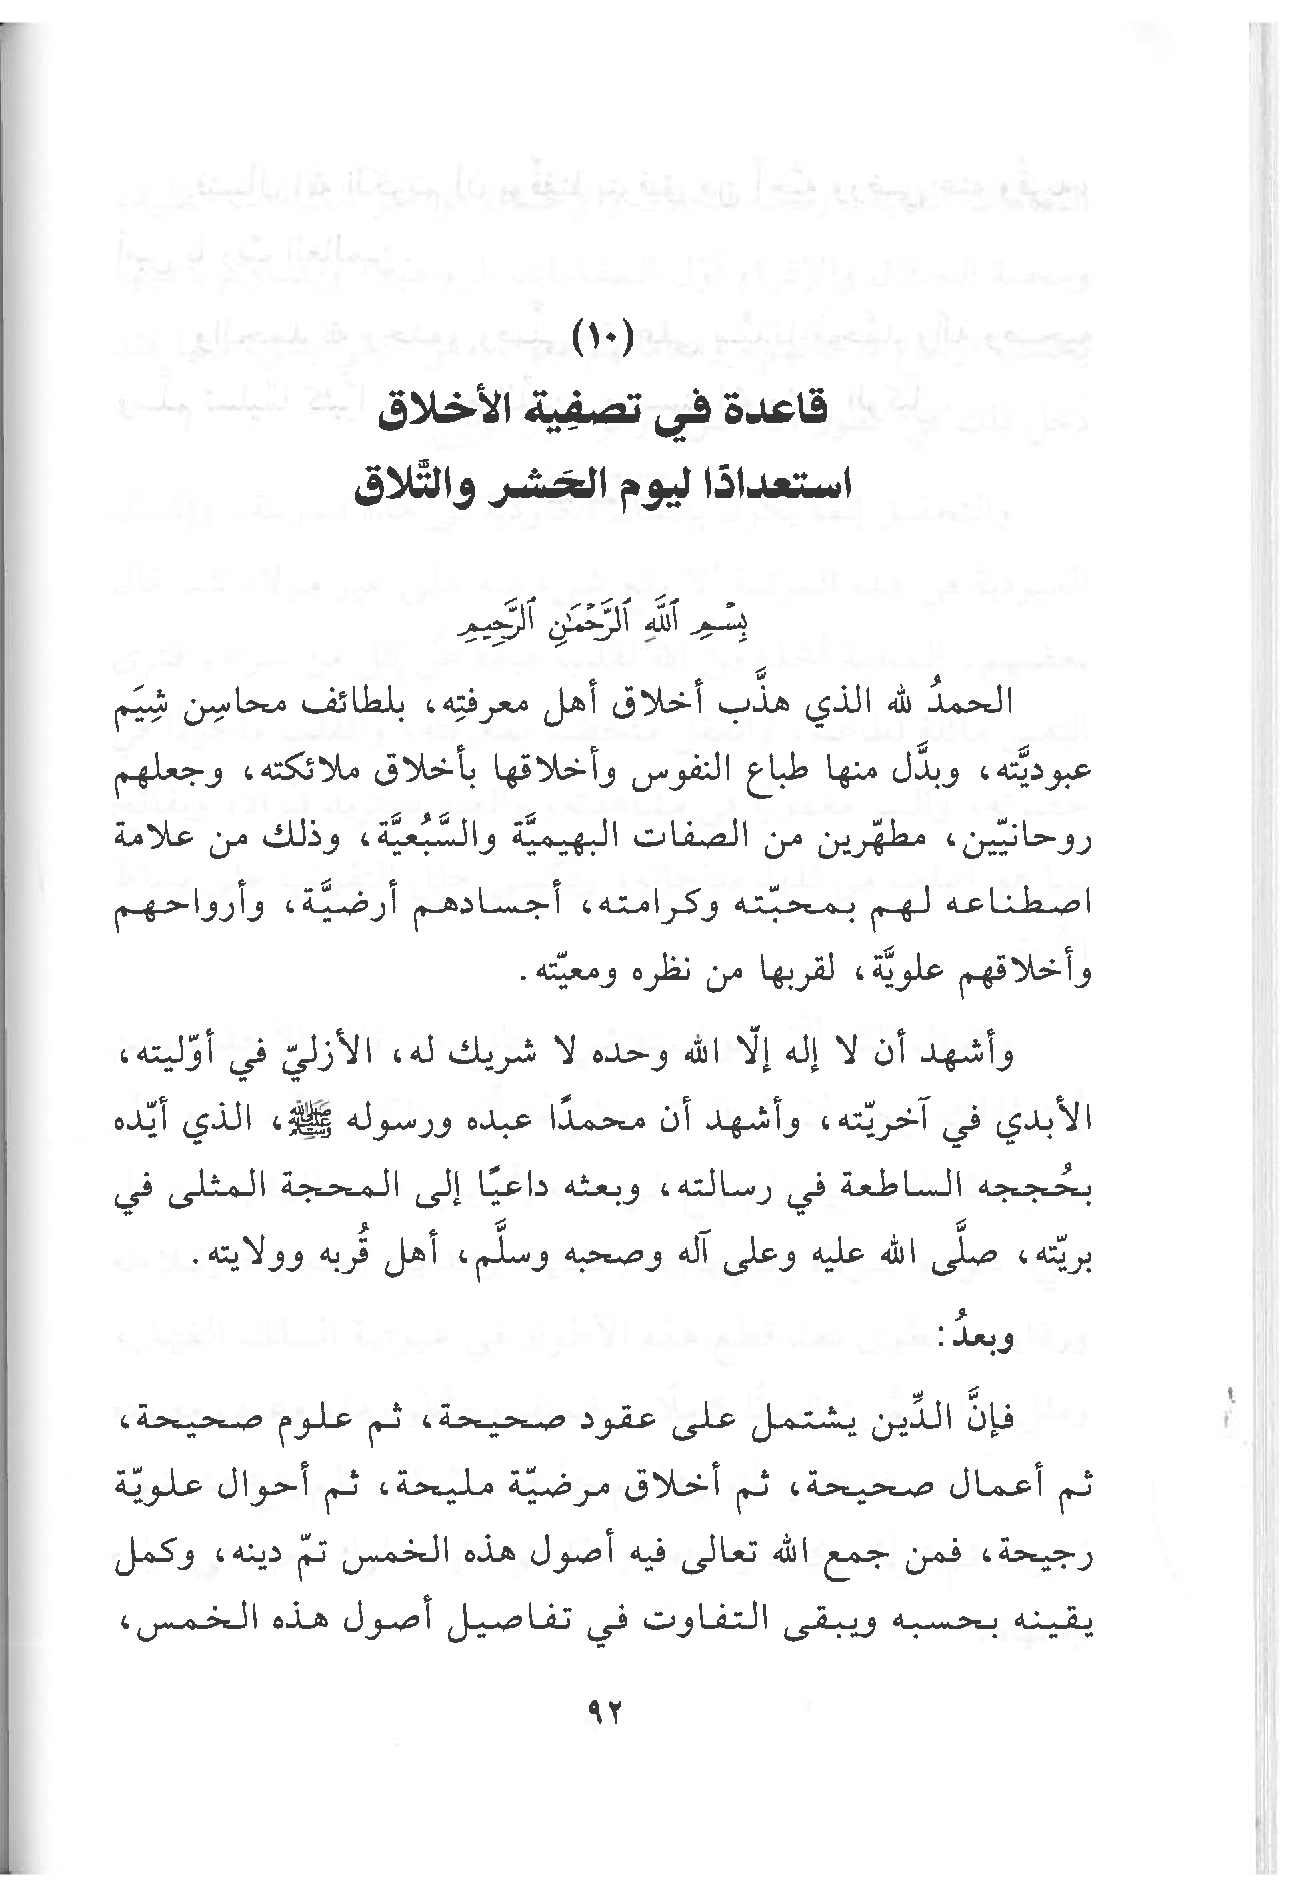 (١٠)
قاعدة في تصفِية الأخلاق
استعدادًا ليوم الحَشر والتَّلاق
بِسْمِ ٱللَّهِ ٱلرَّحْمَٰنِ ٱلرَّحِيمِ
الحمدُ لله الذي هذَّب أخلاق أهل معرفتِه، بلطائف محاسِن شِيَم
عبوديَّته، وبدَّل منها طباع النفوس وأخلاقها بأخلاق ملائكته، وجعلهم
روحانيّين، مطهّرين من الصفات البهيميَّة والسَّبُعيَّة، وذلك من علامة
اصطناعه لهم بمحبّته وكرامته، أجسادهم أرضيَّة، وأرواحهم
وأخلاقهم علويَّة، لقربها من نظره ومعيّته.
وأشهد أن لا إله إلّا الله وحده لا شريك له، الأزليّ في أوّليته،
الأبدي في آخريّته، وأشهد أن محمدًا عبده ورسوله ﷺ، الذي أيّده
بحُججه الساطعة في رسالته، وبعثه داعيًا إلى المحجة المثلى في
بريّته، صلَّى الله عليه وعلى آله وصحبه وسلَّم، أهل قُربه وولايته.
وبعدُ:
فإنَّ الدِّين يشتمل على عقود صحيحة، ثم علوم صحيحة،
ثم أعمال صحيحة، ثم أخلاق مرضيّة مليحة، ثم أحوال علويّة
رجيحة، فمن جمع الله تعالى فيه أصول هذه الخمس تمّ دينه، وكمل
يقينه بحسبه ويبقى التفاوت في تفاصيل أصول هذه الخمس،
٩٢